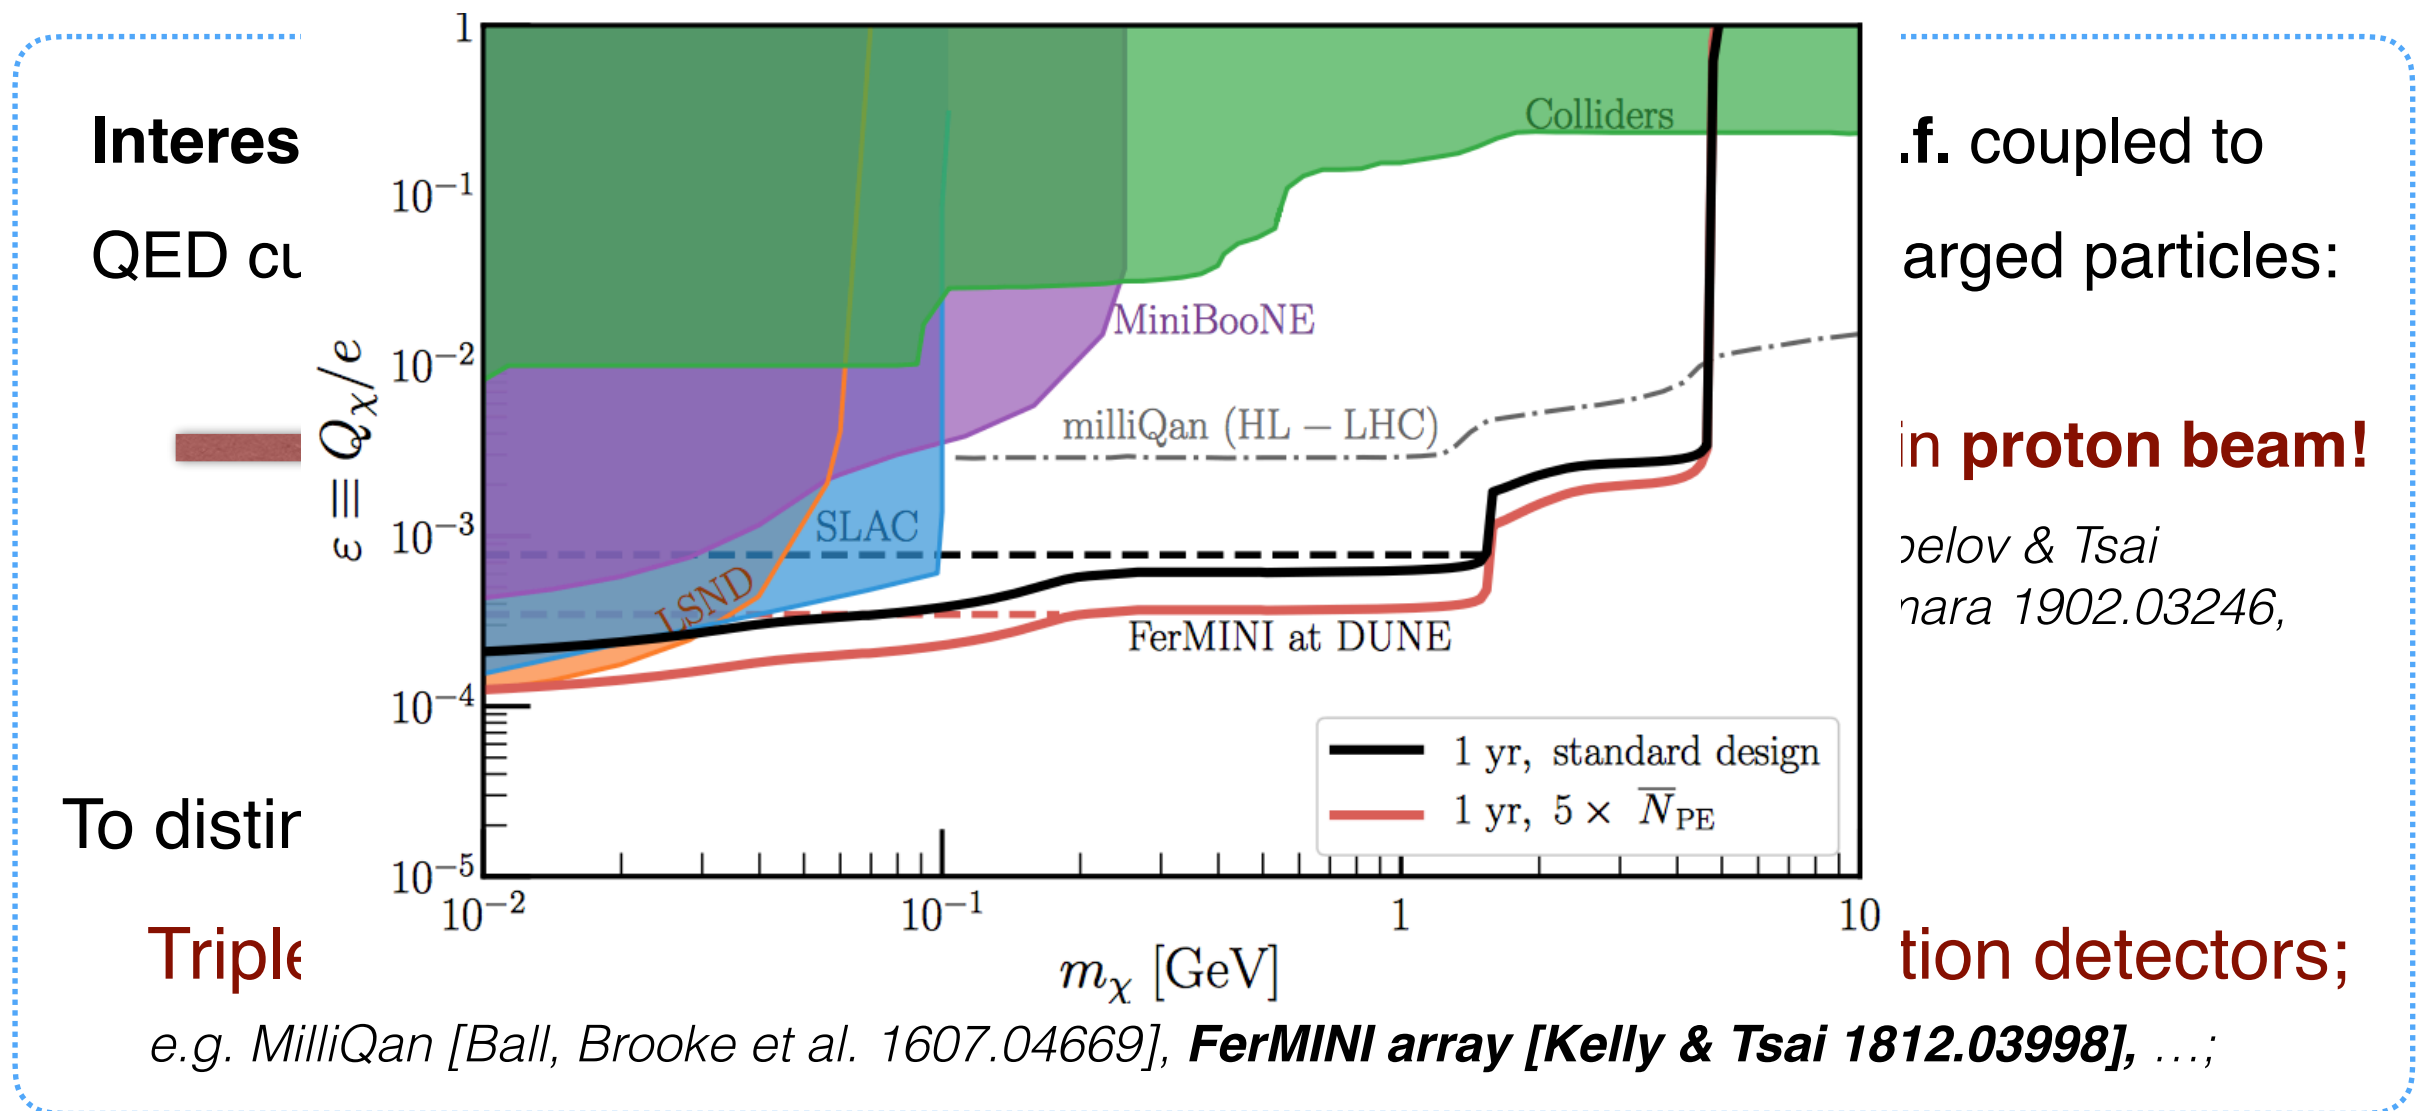 1
Colliders
Interes
.f. coupled to
10⁻¹
QED cu
arged particles:
MiniBooNE
10⁻²
ε ≡ Qχ/e
milliQan (HL – LHC)
in proton beam!
10⁻³
SLAC
elov & Tsai
LSND
nara 1902.03246,
FerMINI at DUNE
10⁻⁴
1 yr, standard design
1 yr, 5 × N̅PE
To distin
10⁻⁵
10⁻² 10⁻¹ 1 10
Triple
mχ [GeV]
tion detectors;
e.g. MilliQan [Ball, Brooke et al. 1607.04669], FerMINI array [Kelly & Tsai 1812.03998], …;